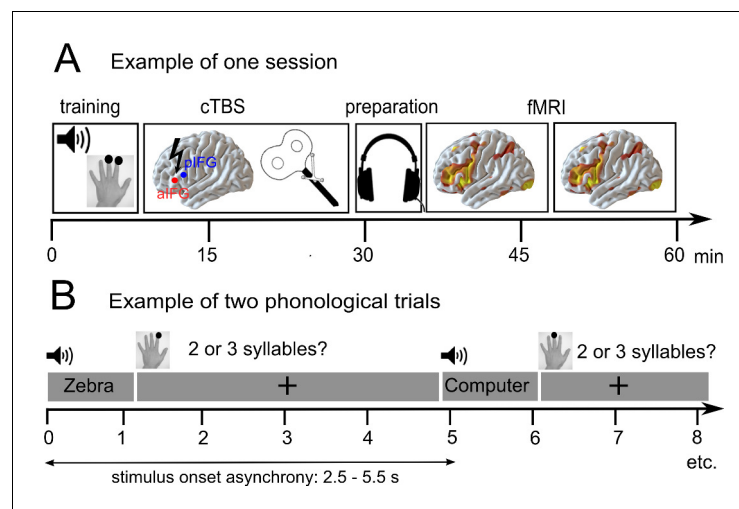 A Example of one session
training cTBS preparation fMRI
pIFG
aIFG
0 15 30 45 60 min
B Example of two phonological trials
2 or 3 syllables? 2 or 3 syllables?
Zebra + Computer +
0 1 2 3 4 5 6 7 8
etc.
stimulus onset asynchrony: 2.5 - 5.5 s